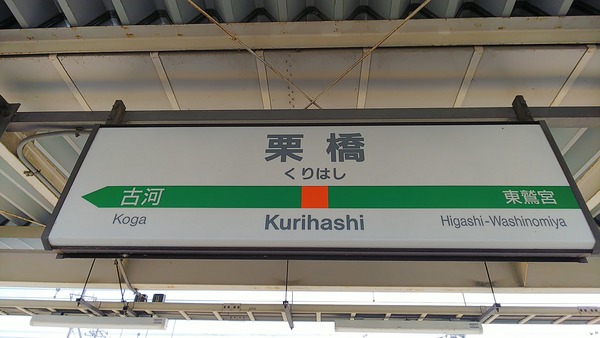 栗橋
くりはし
古河 東鷲宮
Koga Kurihashi Higashi-Washinomiya